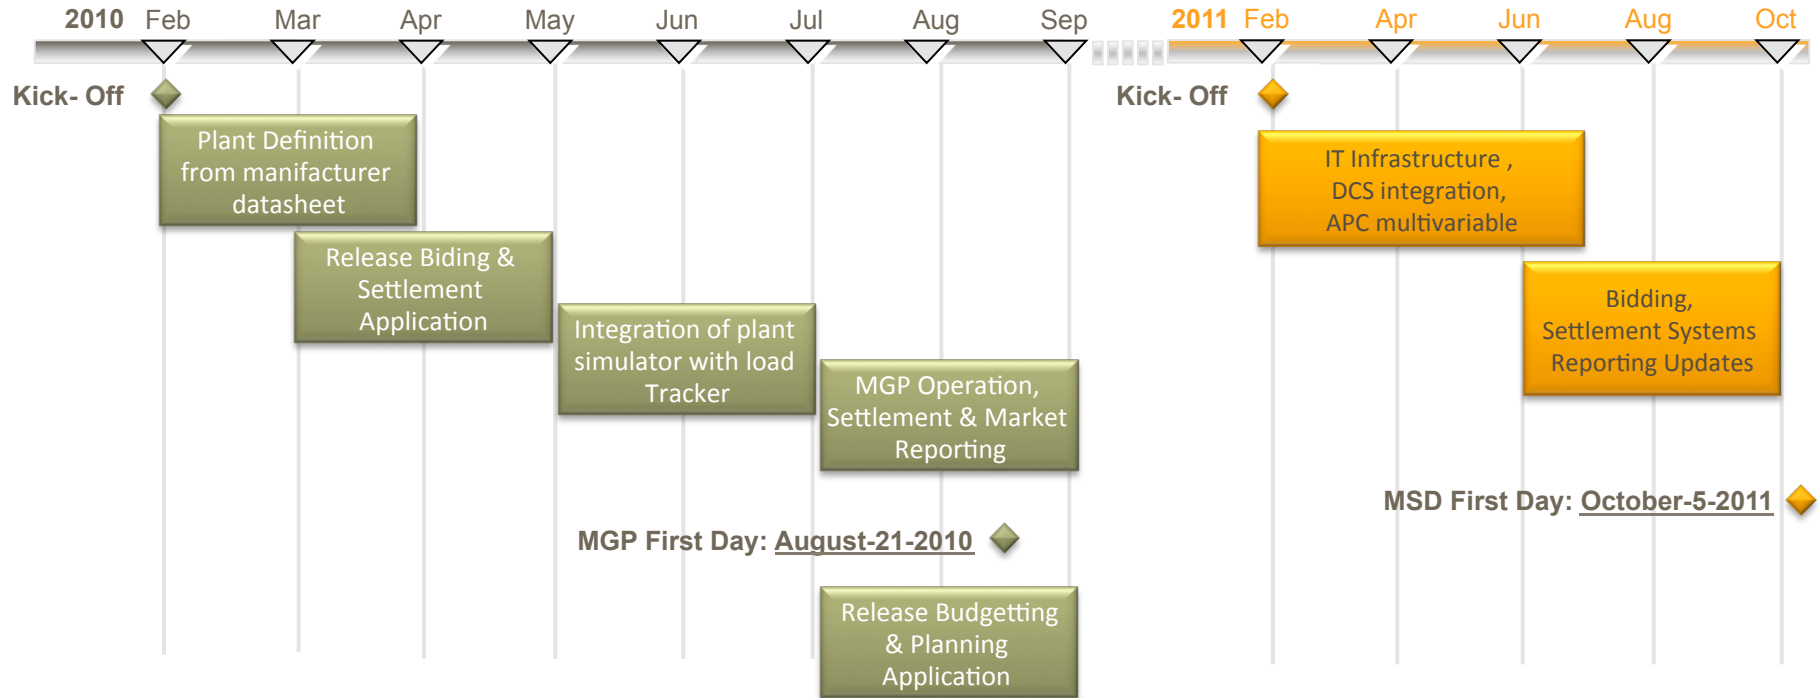 2010 Feb Mar Apr May Jun Jul Aug Sep 2011 Feb Apr Jun Aug Oct
Kick- Off
Kick- Off
Plant Definition
from manifacturer
datasheet
IT Infrastructure ,
DCS integration,
APC multivariable
Release Biding &
Settlement
Application
Bidding,
Settlement Systems
Reporting Updates
Integration of plant
simulator with load
Tracker
MGP Operation,
Settlement & Market
Reporting
MSD First Day: October-5-2011
MGP First Day: August-21-2010
Release Budgetting
& Planning
Application